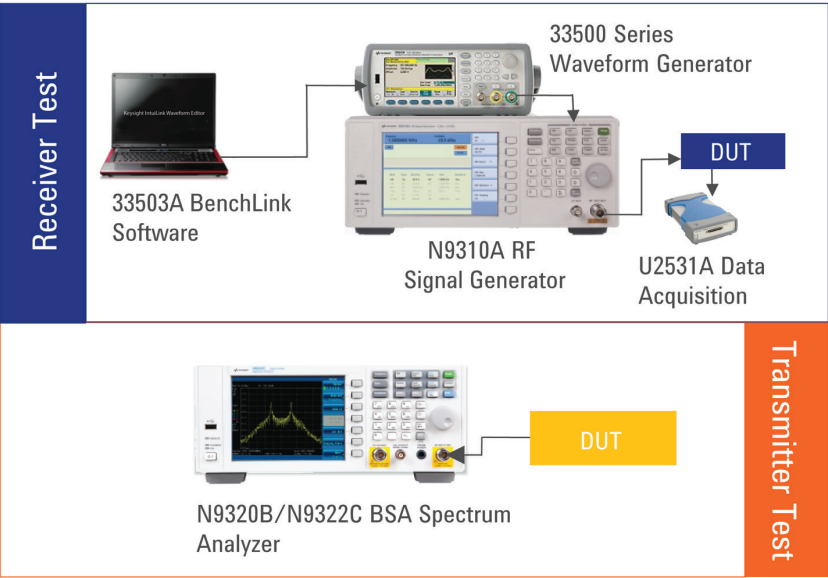 Receiver Test
33500 Series
Waveform Generator
Keysight IntuiLink Waveform Editor
DUT
33503A BenchLink
Software
N9310A RF
Signal Generator
U2531A Data
Acquisition
Transmitter Test
DUT
N9320B/N9322C BSA Spectrum
Analyzer